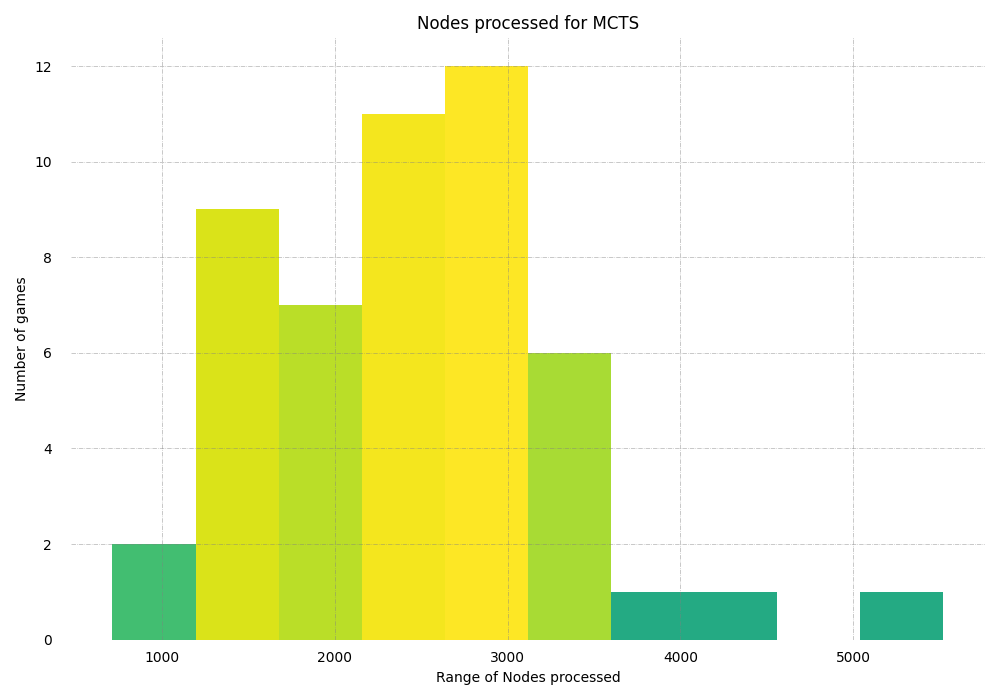 Nodes processed for MCTS
12
10
8
6
4
2
0
Number of games
1000 2000 3000 4000 5000
Range of Nodes processed